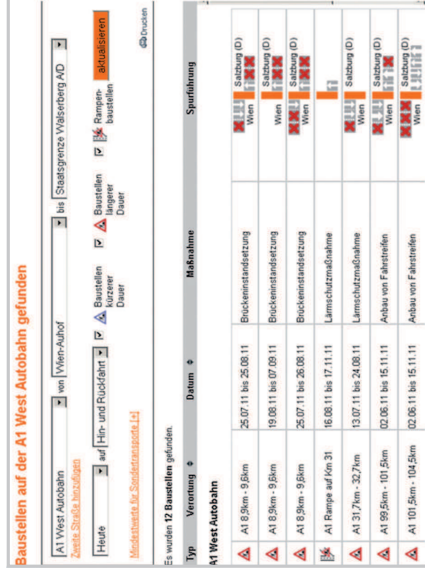 Baustellen auf der A1 West Autobahn gefunden
A1 West Autobahn von Wien-Auhof bis Staatsgrenze Walserberg A/D
Zweite Straße hinzufügen
Heute auf Hin- und Rückfahrt Baustellen kürzerer Dauer Baustellen längerer Dauer Rampen-baustellen aktualisieren
Mindestwerte für Sondertransporte [+]
Drucken
Es wurden 12 Baustellen gefunden.
Typ Verortung Datum Maßnahme Spurführung
A1 West Autobahn
A1 8,9km - 9,6km 25.07.11 bis 25.08.11 Brückeninstandsetzung Salzburg (D) Wien
A1 8,9km - 9,6km 19.08.11 bis 07.09.11 Brückeninstandsetzung Salzburg (D) Wien
A1 8,9km - 9,6km 25.07.11 bis 26.08.11 Brückeninstandsetzung Salzburg (D) Wien
A1 Rampe auf Km 31 16.08.11 bis 17.11.11 Lärmschutzmaßnahme
A1 31,7km - 32,7km 13.07.11 bis 24.08.11 Lärmschutzmaßnahme Salzburg (D) Wien
A1 99,5km - 101,5km 02.06.11 bis 15.11.11 Anbau von Fahrstreifen Salzburg (D) Wien
A1 101,5km - 104,5km 02.06.11 bis 15.11.11 Anbau von Fahrstreifen Salzburg (D) Wien